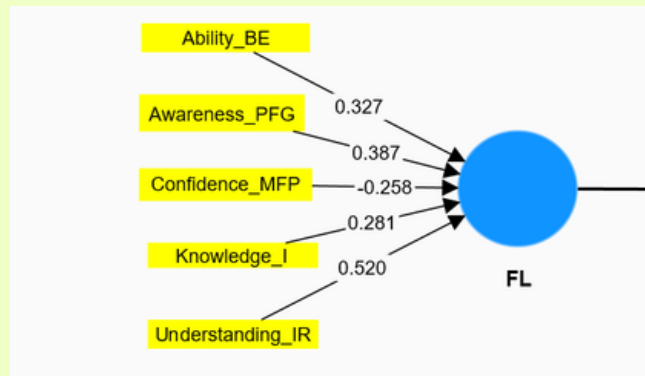 Ability_BE
0.327
Awareness_PFG
0.387
Confidence_MFP
-0.258
Knowledge_I
0.281
Understanding_IR
0.520
FL